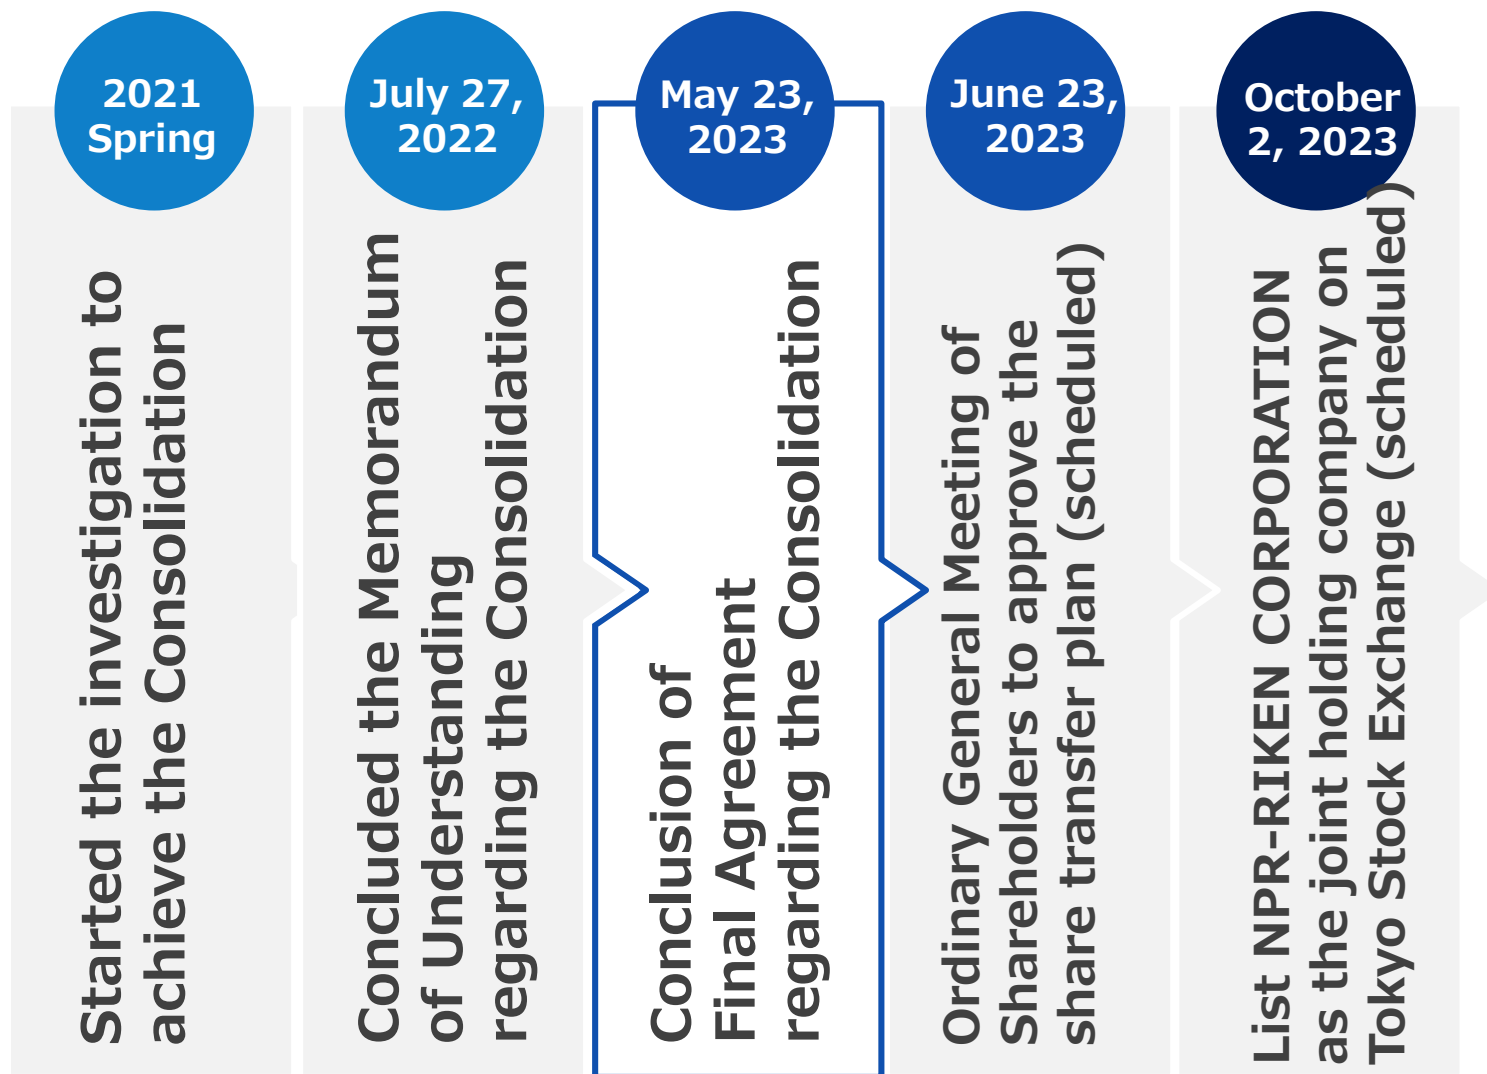 2021
Spring
Started the investigation to
achieve the Consolidation
July 27,
2022
Concluded the Memorandum
of Understanding
regarding the Consolidation
May 23,
2023
Conclusion of
Final Agreement
regarding the Consolidation
June 23,
2023
Ordinary General Meeting of
Shareholders to approve the
share transfer plan (scheduled)
October
2, 2023
List NPR-RIKEN CORPORATION
as the joint holding company on
Tokyo Stock Exchange (scheduled)